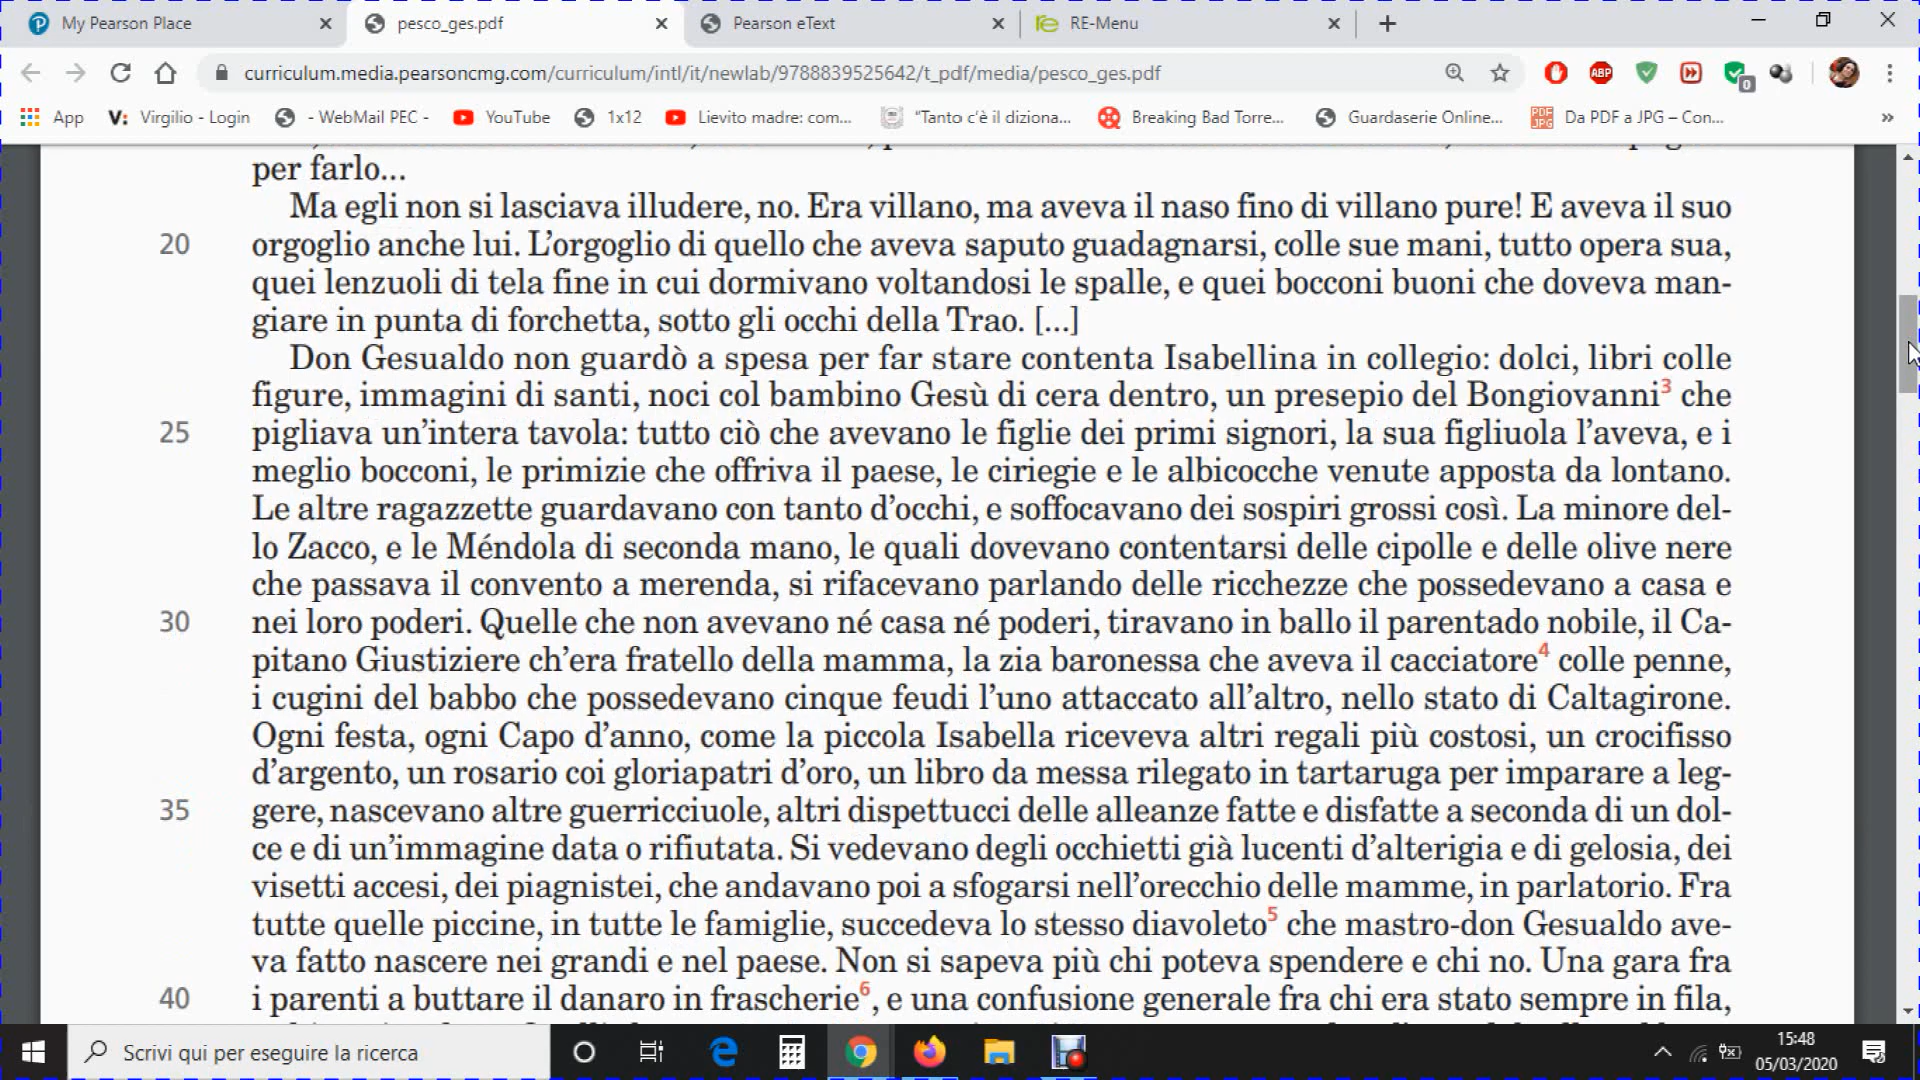 My Pearson Place
pesco_ges.pdf
Pearson eText
RE-Menu
curriculum.media.pearsoncmg.com/curriculum/intl/it/newlab/9788839525642/t_pdf/media/pesco_ges.pdf
ABP
0
App
V: Virgilio - Login
- WebMail PEC -
YouTube
1x12
Lievito madre: com...
"Tanto c'è il diziona...
Breaking Bad Torre...
Guardaserie Online...
Da PDF a JPG – Con...
»
per farlo...
Ma egli non si lasciava illudere, no. Era villano, ma aveva il naso fino di villano pure! E aveva il suo
20 orgoglio anche lui. L'orgoglio di quello che aveva saputo guadagnarsi, colle sue mani, tutto opera sua,
quei lenzuoli di tela fine in cui dormivano voltandosi le spalle, e quei bocconi buoni che doveva man-
giare in punta di forchetta, sotto gli occhi della Trao. [...]
Don Gesualdo non guardò a spesa per far stare contenta Isabellina in collegio: dolci, libri colle
figure, immagini di santi, noci col bambino Gesù di cera dentro, un presepio del Bongiovanni3 che
25 pigliava un'intera tavola: tutto ciò che avevano le figlie dei primi signori, la sua figliuola l'aveva, e i
meglio bocconi, le primizie che offriva il paese, le ciriegie e le albicocche venute apposta da lontano.
Le altre ragazzette guardavano con tanto d'occhi, e soffocavano dei sospiri grossi così. La minore del-
lo Zacco, e le Méndola di seconda mano, le quali dovevano contentarsi delle cipolle e delle olive nere
che passava il convento a merenda, si rifacevano parlando delle ricchezze che possedevano a casa e
30 nei loro poderi. Quelle che non avevano né casa né poderi, tiravano in ballo il parentado nobile, il Ca-
pitano Giustiziere ch'era fratello della mamma, la zia baronessa che aveva il cacciatore4 colle penne,
i cugini del babbo che possedevano cinque feudi l'uno attaccato all'altro, nello stato di Caltagirone.
Ogni festa, ogni Capo d'anno, come la piccola Isabella riceveva altri regali più costosi, un crocifisso
d'argento, un rosario coi gloriapatri d'oro, un libro da messa rilegato in tartaruga per imparare a leg-
35 gere, nascevano altre guerricciuole, altri dispettucci delle alleanze fatte e disfatte a seconda di un dol-
ce e di un'immagine data o rifiutata. Si vedevano degli occhietti già lucenti d'alterigia e di gelosia, dei
visetti accesi, dei piagnistei, che andavano poi a sfogarsi nell'orecchio delle mamme, in parlatorio. Fra
tutte quelle piccine, in tutte le famiglie, succedeva lo stesso diavoleto5 che mastro-don Gesualdo ave-
va fatto nascere nei grandi e nel paese. Non si sapeva più chi poteva spendere e chi no. Una gara fra
40 i parenti a buttare il danaro in frascherie6, e una confusione generale fra chi era stato sempre in fila,
Scrivi qui per eseguire la ricerca
15:48
05/03/2020